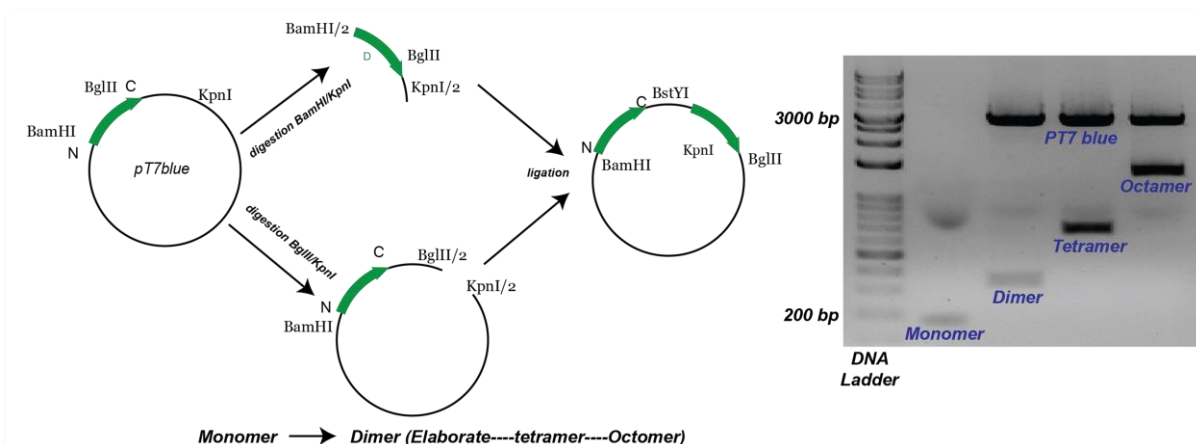 BamHI/2
D
BglII
KpnI/2
BglII
C
KpnI
BamHI
N
pT7blue
digestion BamHI/KpnI
digestion BglII/KpnI
C
BglII/2
KpnI/2
N
BamHI
ligation
C
BstYI
N
BamHI
KpnI
BglII
Monomer
Dimer (Elaborate----tetramer----Octomer)
3000 bp
200 bp
PT7 blue
Octamer
Tetramer
Dimer
Monomer
DNA
Ladder